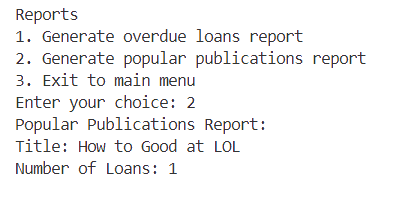 Reports
1. Generate overdue loans report
2. Generate popular publications report
3. Exit to main menu
Enter your choice: 2
Popular Publications Report:
Title: How to Good at LOL
Number of Loans: 1